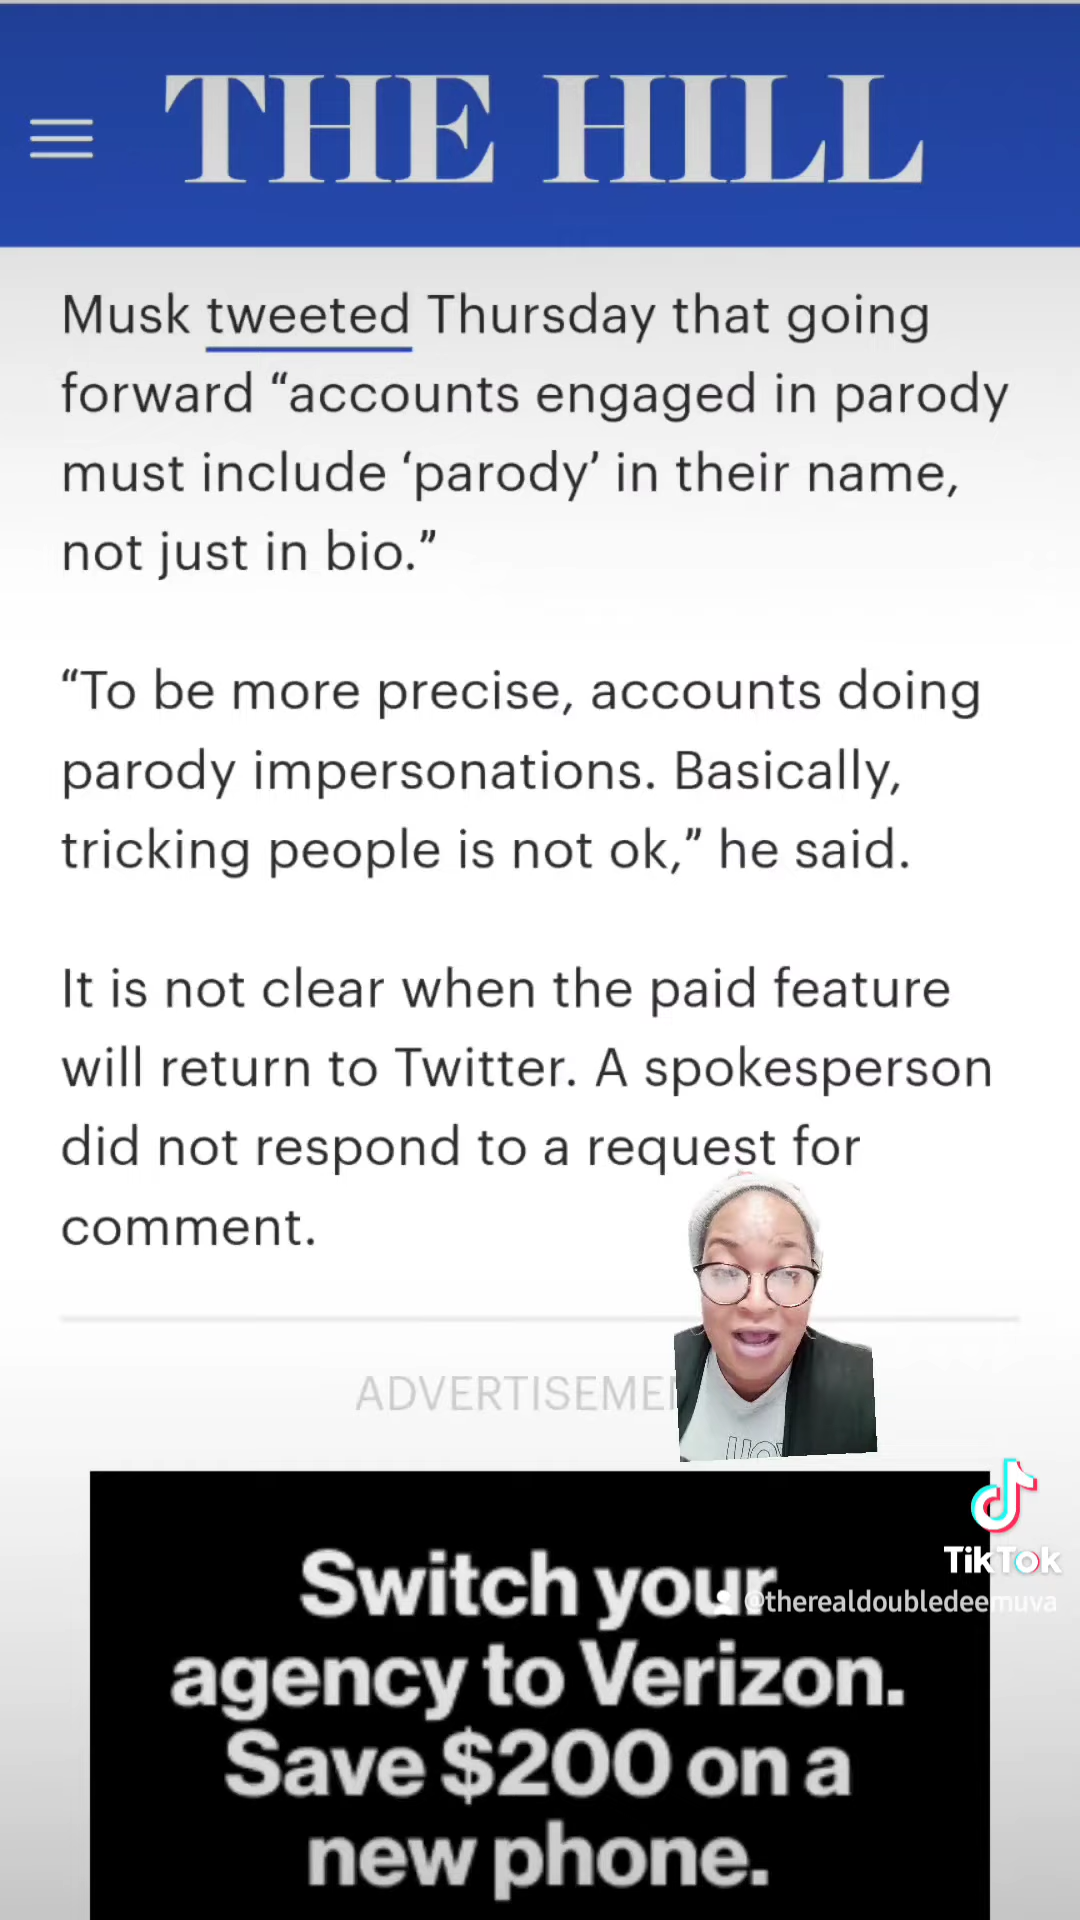 THE HILL
Musk tweeted Thursday that going
forward “accounts engaged in parody
must include ‘parody’ in their name,
not just in bio.”
“To be more precise, accounts doing
parody impersonations. Basically,
tricking people is not ok,” he said.
It is not clear when the paid feature
will return to Twitter. A spokesperson
did not respond to a request for
comment.
TikTok
@therealdoubledeemuva
Switch your
agency to Verizon.
Save $200 on a
new phone.